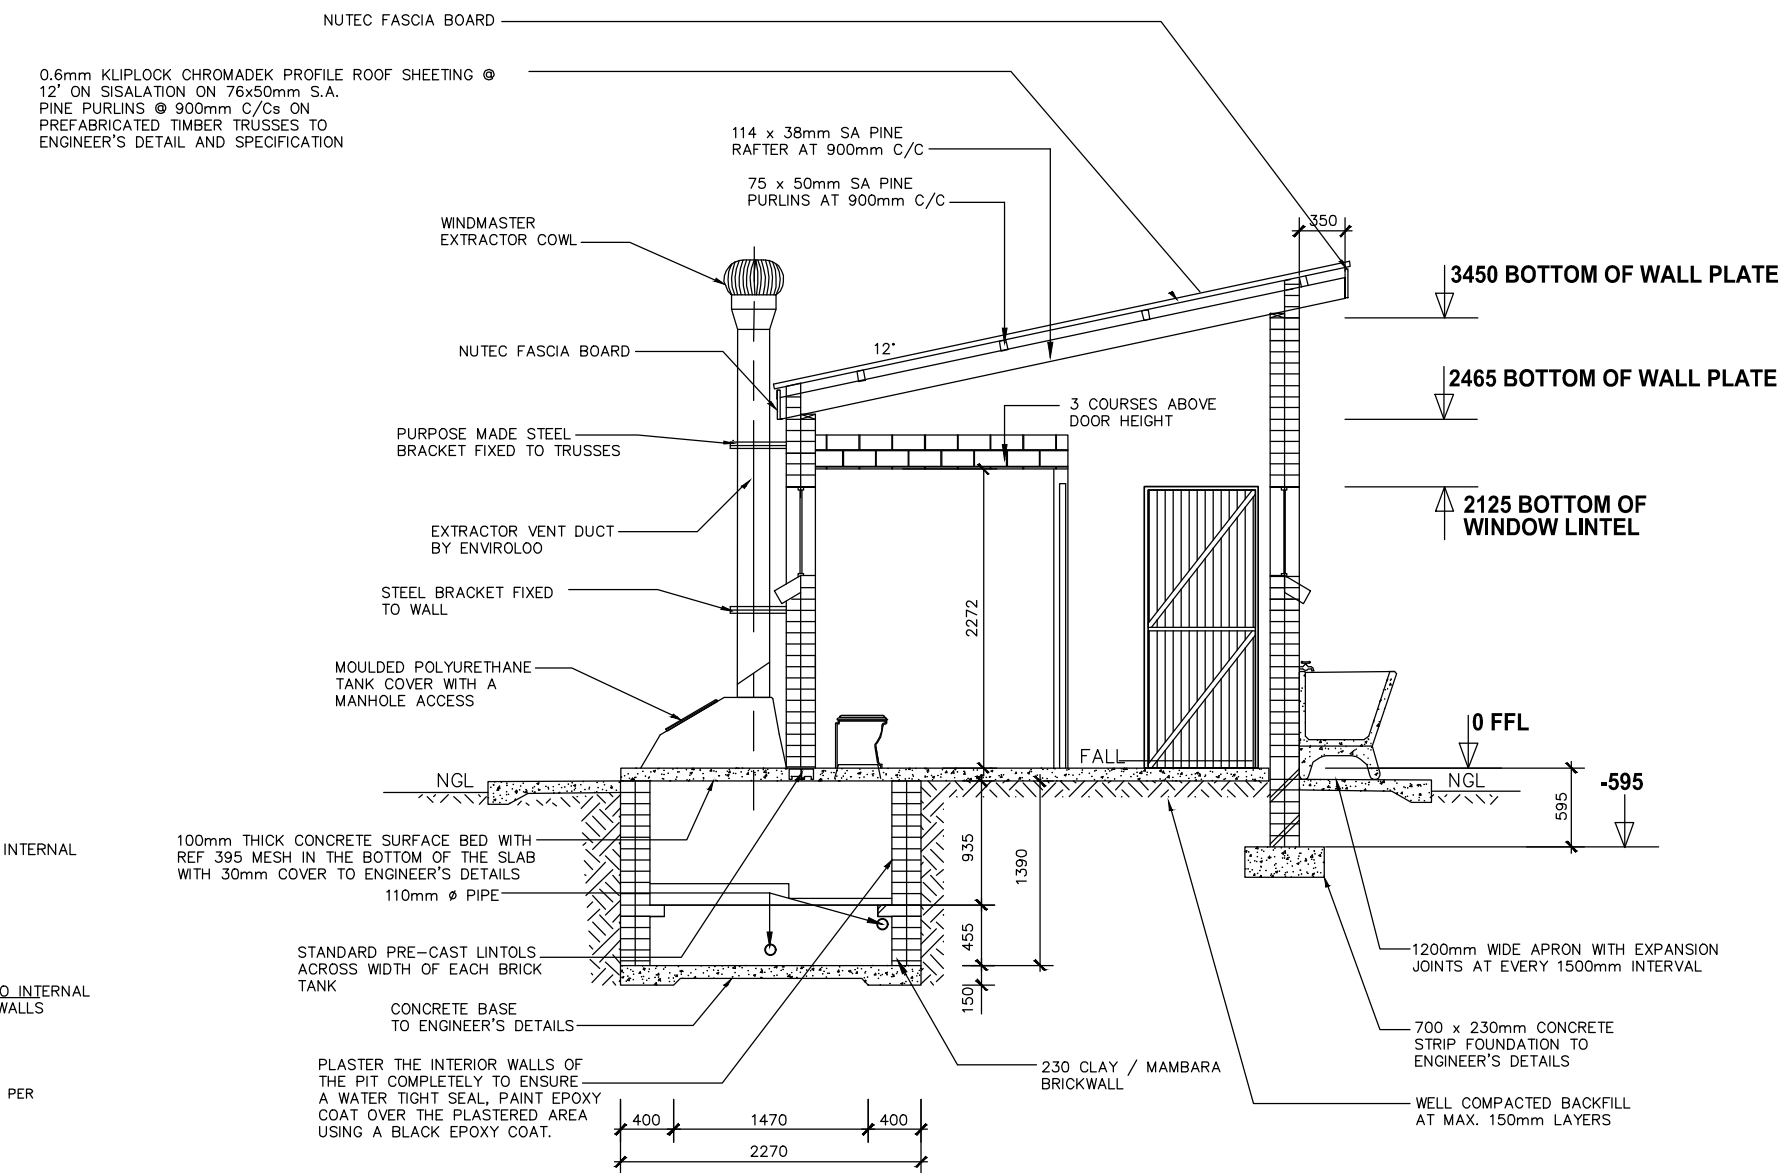 NUTEC FASCIA BOARD
0.6mm KLIPLOCK CHROMADEK PROFILE ROOF SHEETING @
12° ON SISALATION ON 76x50mm S.A.
PINE PURLINS @ 900mm C/Cs ON
PREFABRICATED TIMBER TRUSSES TO
ENGINEER'S DETAIL AND SPECIFICATION
114 x 38mm SA PINE
RAFTER AT 900mm C/C
75 x 50mm SA PINE
PURLINS AT 900mm C/C
WINDMASTER
EXTRACTOR COWL
350
3450 BOTTOM OF WALL PLATE
NUTEC FASCIA BOARD
12°
2465 BOTTOM OF WALL PLATE
3 COURSES ABOVE
DOOR HEIGHT
PURPOSE MADE STEEL
BRACKET FIXED TO TRUSSES
2125 BOTTOM OF
WINDOW LINTEL
EXTRACTOR VENT DUCT
BY ENVIROLOO
STEEL BRACKET FIXED
TO WALL
2272
MOULDED POLYURETHANE
TANK COVER WITH A
MANHOLE ACCESS
0 FFL
FALL
NGL
NGL
-595
595
INTERNAL
100mm THICK CONCRETE SURFACE BED WITH
REF 395 MESH IN THE BOTTOM OF THE SLAB
WITH 30mm COVER TO ENGINEER'S DETAILS
935
1390
110mm ø PIPE
455
STANDARD PRE-CAST LINTOLS
ACROSS WIDTH OF EACH BRICK
TANK
1200mm WIDE APRON WITH EXPANSION
JOINTS AT EVERY 1500mm INTERVAL
O INTERNAL
WALLS
150
CONCRETE BASE
TO ENGINEER'S DETAILS
700 x 230mm CONCRETE
STRIP FOUNDATION TO
ENGINEER'S DETAILS
PLASTER THE INTERIOR WALLS OF
THE PIT COMPLETELY TO ENSURE
A WATER TIGHT SEAL, PAINT EPOXY
COAT OVER THE PLASTERED AREA
USING A BLACK EPOXY COAT.
230 CLAY / MAMBARA
BRICKWALL
PER
WELL COMPACTED BACKFILL
AT MAX. 150mm LAYERS
400
1470
400
2270